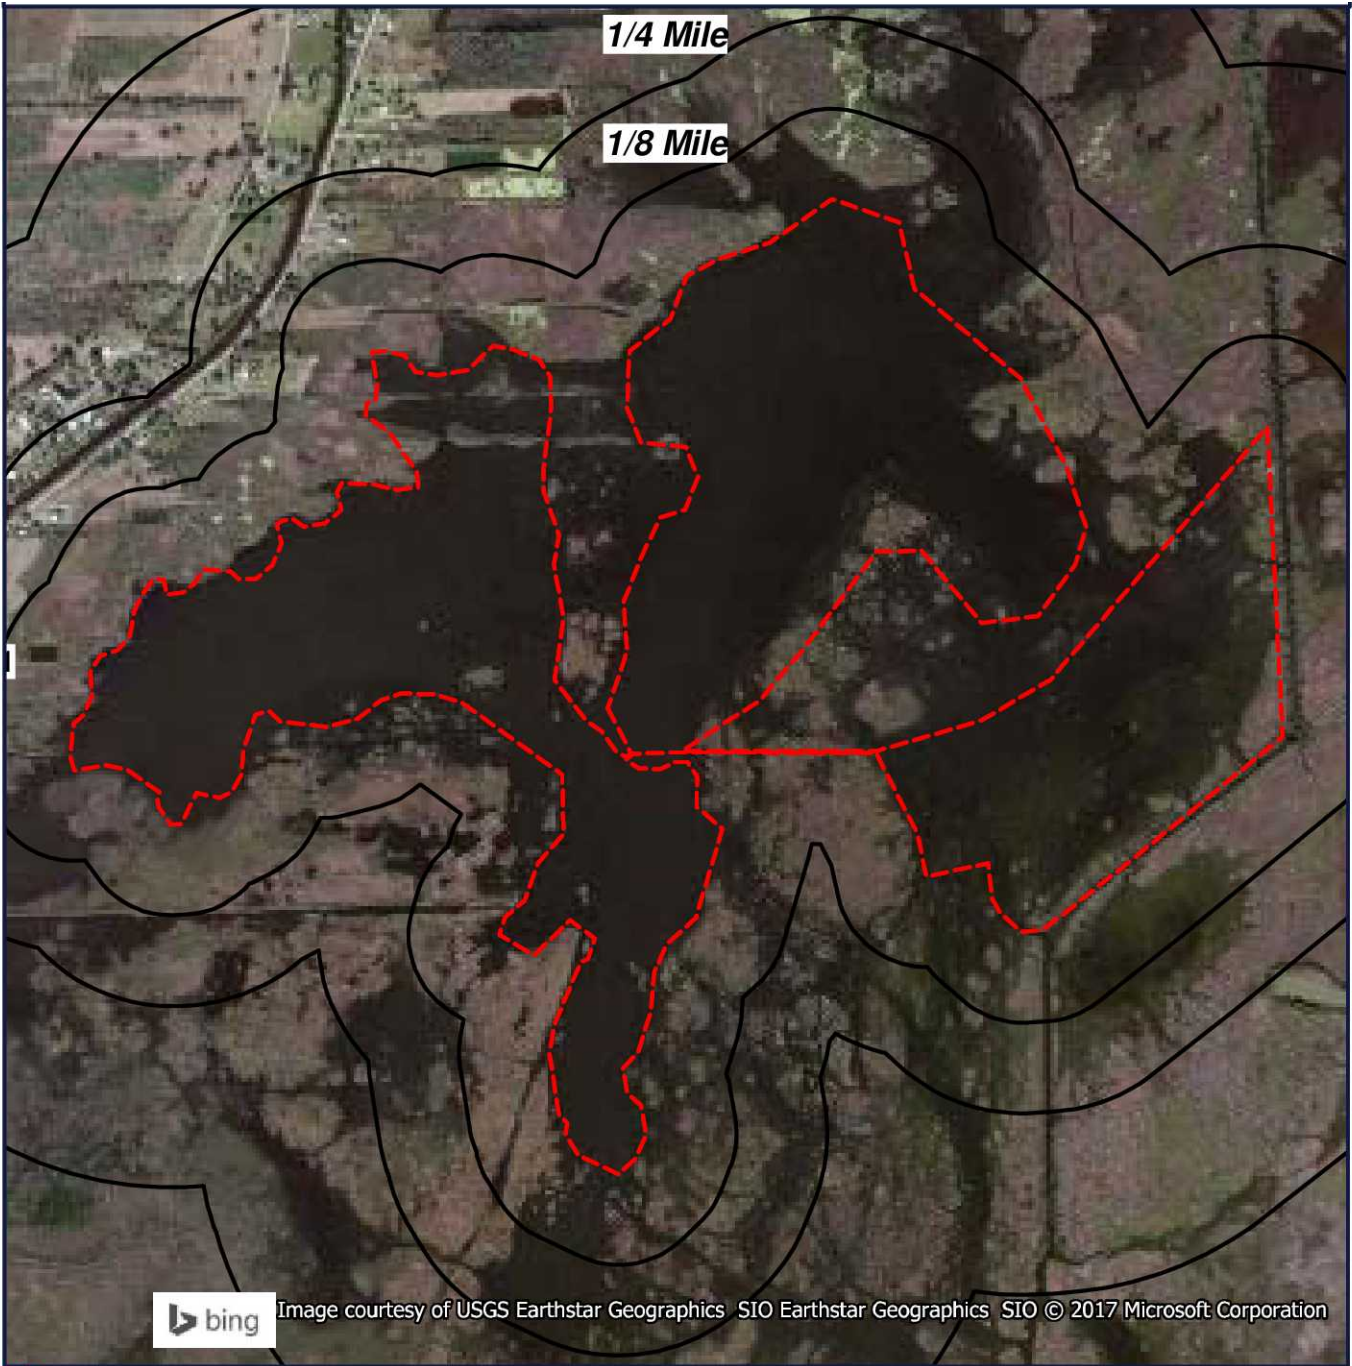 1/4 Mile
1/8 Mile
bing
Image courtesy of USGS Earthstar Geographics SIO Earthstar Geographics SIO © 2017 Microsoft Corporation